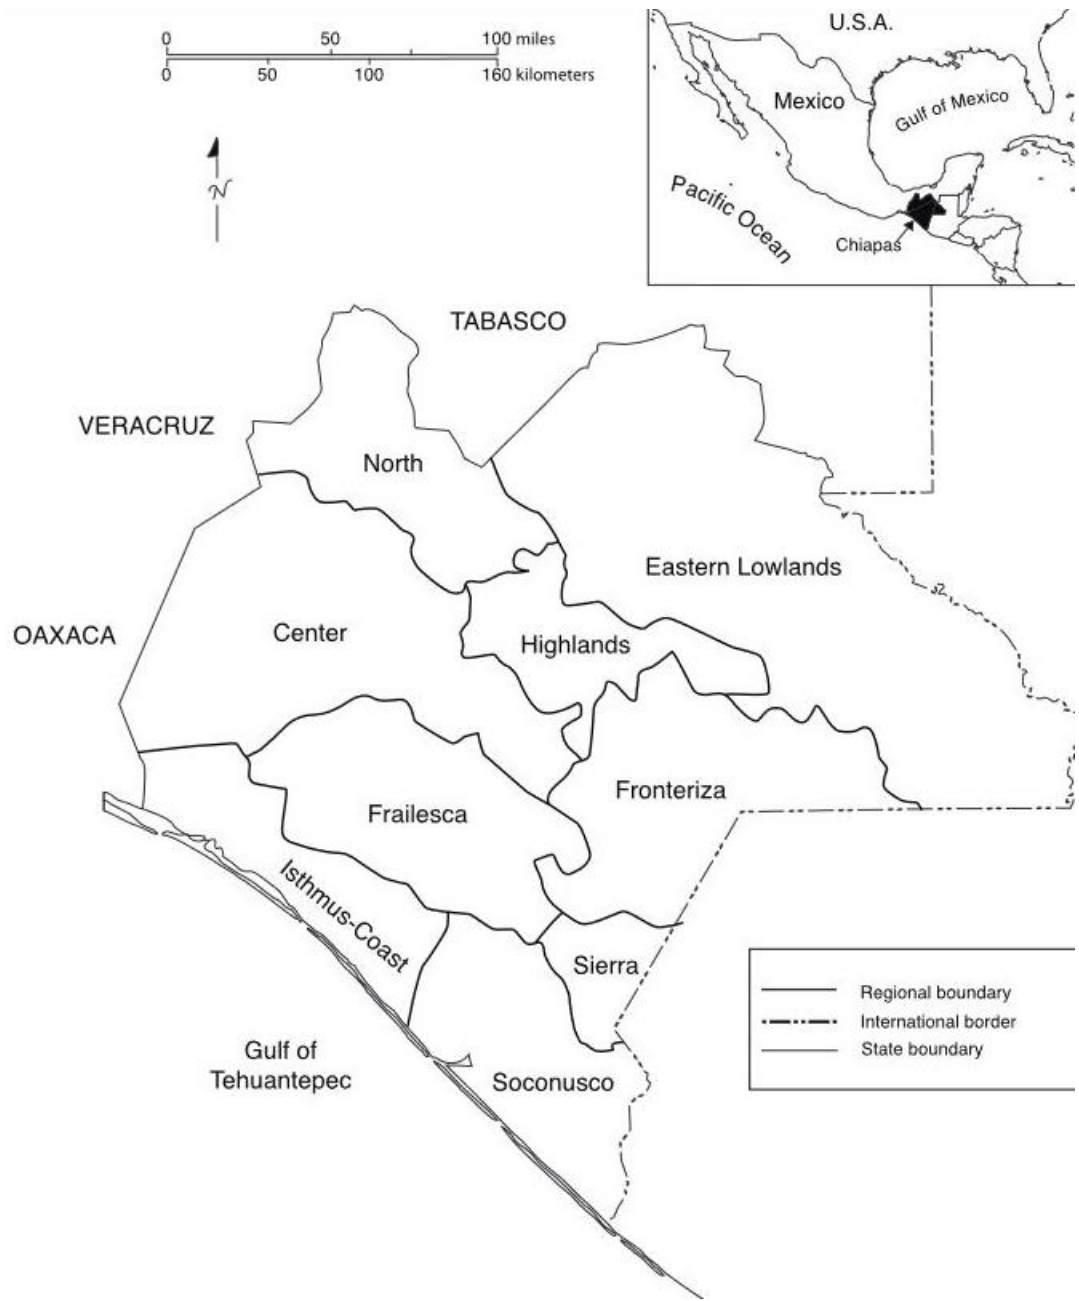 0 50 100 miles
0 50 100 160 kilometers
N
U.S.A.
Mexico
Gulf of Mexico
Pacific Ocean
Chiapas
TABASCO
VERACRUZ
North
Eastern Lowlands
OAXACA
Center
Highlands
Fronteriza
Frailesca
Isthmus-Coast
Sierra
Gulf of
Tehuantepec
Soconusco
Regional boundary
International border
State boundary